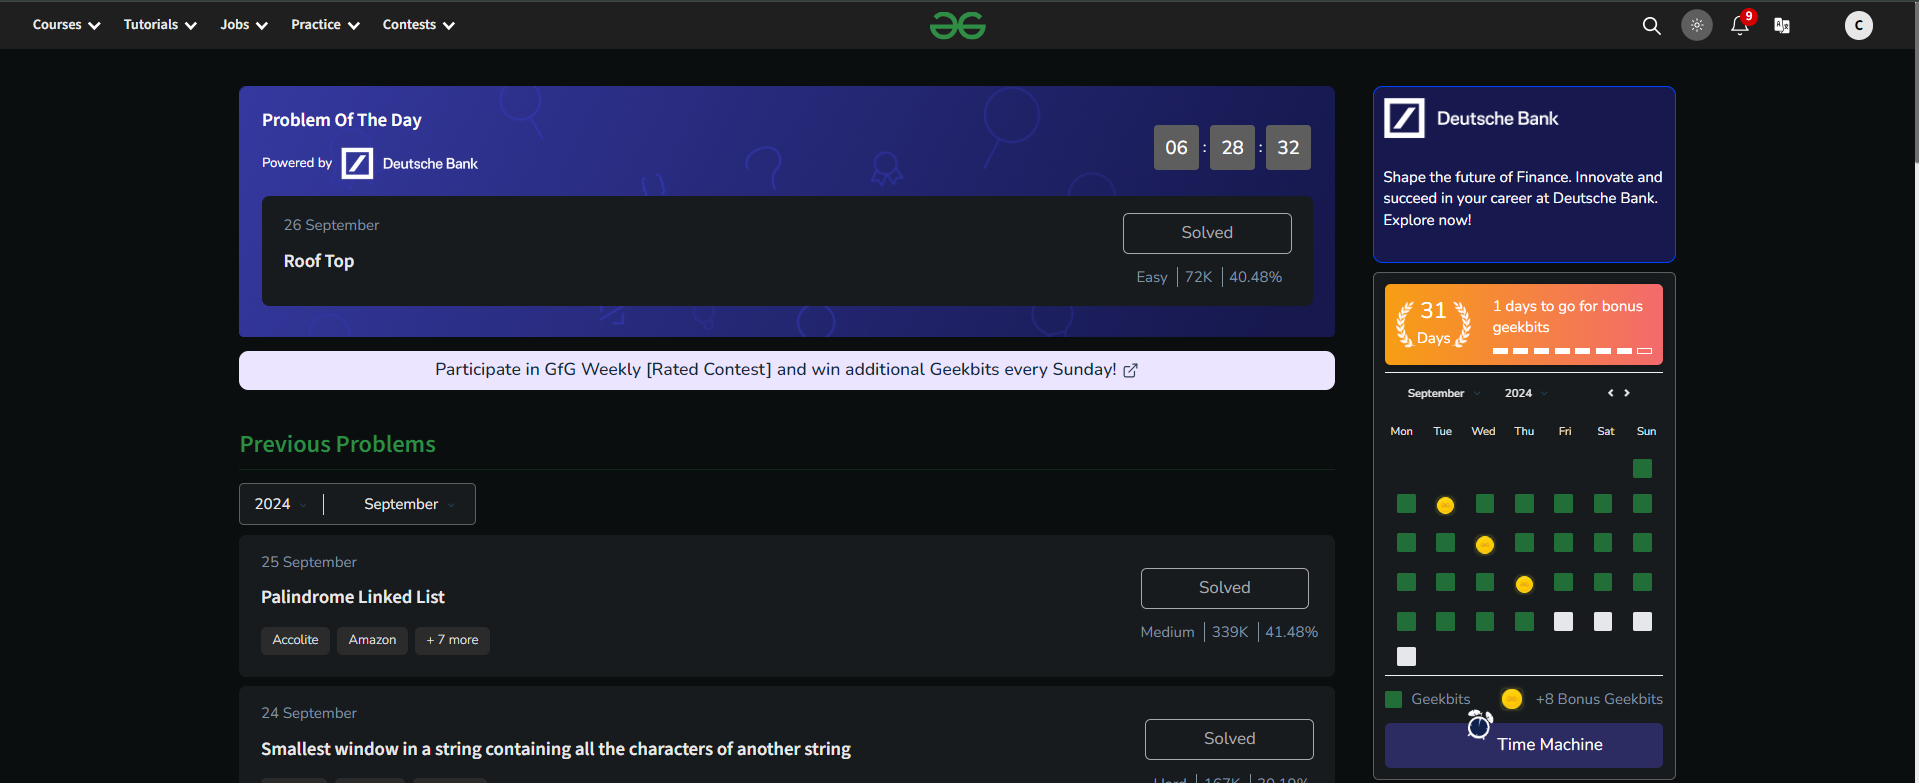 Courses Tutorials Jobs Practice Contests
9
C
Problem Of The Day
Powered by Deutsche Bank
06 : 28 : 32
26 September
Roof Top
Solved
Easy 72K 40.48%
Participate in GfG Weekly [Rated Contest] and win additional Geekbits every Sunday!
Previous Problems
2024 September
25 September
Palindrome Linked List
Accolite Amazon + 7 more
Solved
Medium 339K 41.48%
24 September
Smallest window in a string containing all the characters of another string
Solved
Deutsche Bank
Shape the future of Finance. Innovate and
succeed in your career at Deutsche Bank.
Explore now!
31
Days
1 days to go for bonus
geekbits
September 2024
Mon Tue Wed Thu Fri Sat Sun
Geekbits +8 Bonus Geekbits
Time Machine